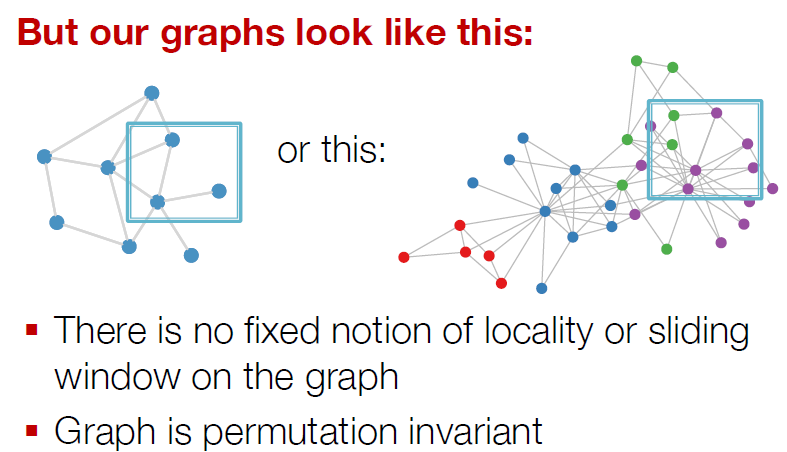 But our graphs look like this:
or this:
▪ There is no fixed notion of locality or sliding
window on the graph
▪ Graph is permutation invariant